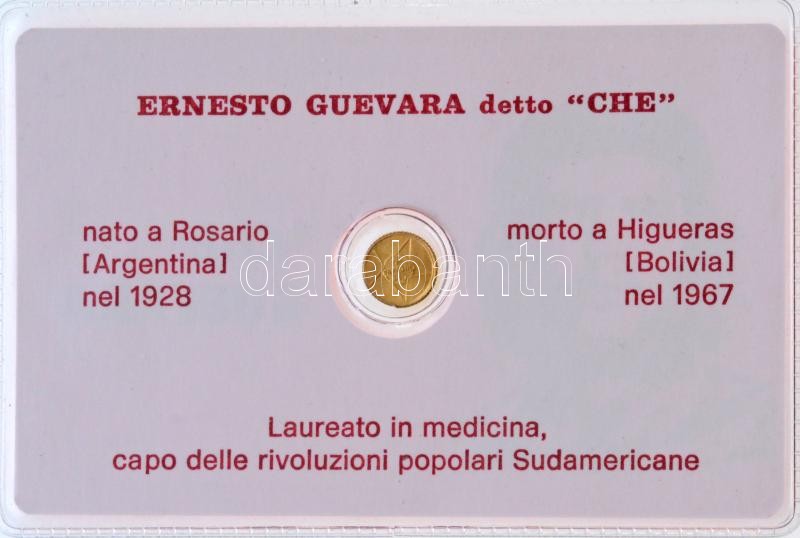 ERNESTO GUEVARA detto “CHE”
nato a Rosario
[Argentina]
nel 1928
morto a Higueras
[Bolivia]
nel 1967
darabanth
Laureato in medicina,
capo delle rivoluzioni popolari Sudamericane